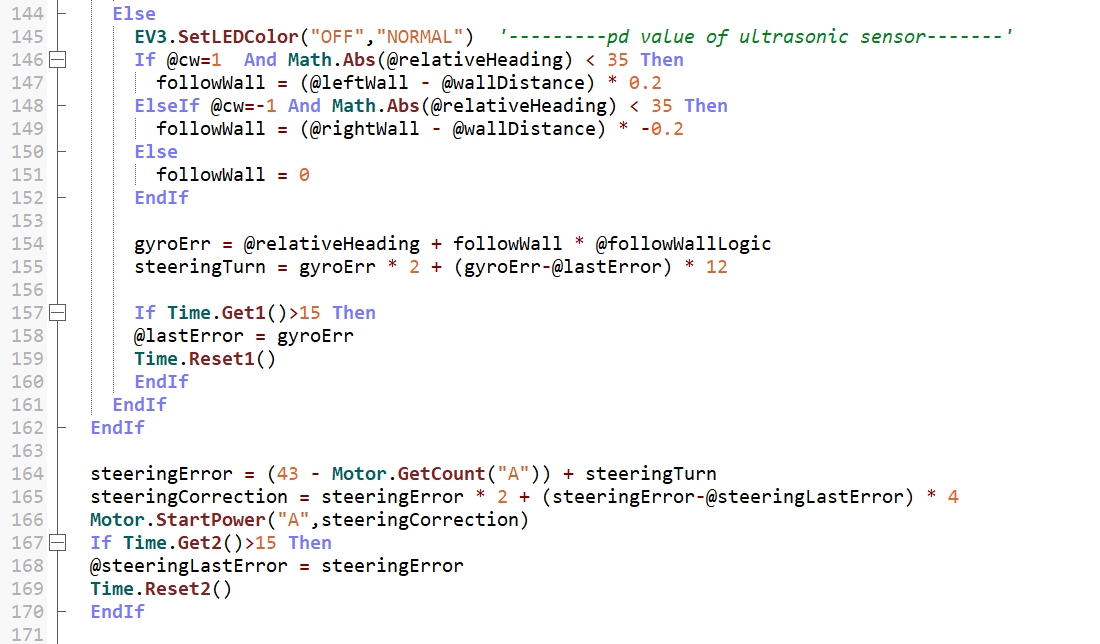 144 Else
145 EV3.SetLEDColor("OFF","NORMAL") '---------pd value of ultrasonic sensor-------'
146 If @cw=1 And Math.Abs(@relativeHeading) < 35 Then
147 followWall = (@leftWall - @wallDistance) * 0.2
148 ElseIf @cw=-1 And Math.Abs(@relativeHeading) < 35 Then
149 followWall = (@rightWall - @wallDistance) * -0.2
150 Else
151 followWall = 0
152 EndIf
153
154 gyroErr = @relativeHeading + followWall * @followWallLogic
155 steeringTurn = gyroErr * 2 + (gyroErr-@lastError) * 12
156
157 If Time.Get1()>15 Then
158 @lastError = gyroErr
159 Time.Reset1()
160 EndIf
161 EndIf
162 EndIf
163
164 steeringError = (43 - Motor.GetCount("A")) + steeringTurn
165 steeringCorrection = steeringError * 2 + (steeringError-@steeringLastError) * 4
166 Motor.StartPower("A",steeringCorrection)
167 If Time.Get2()>15 Then
168 @steeringLastError = steeringError
169 Time.Reset2()
170 EndIf
171